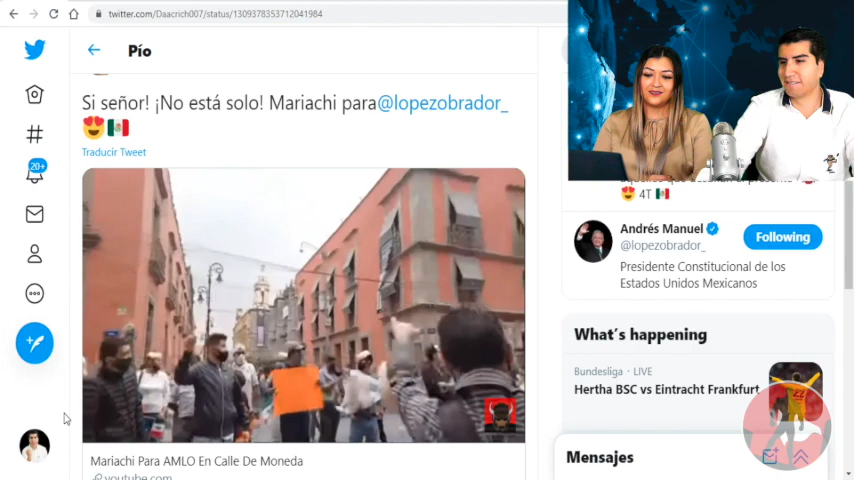 twitter.com/Daacrich007/status/1309378353712041984
Pío
Si señor! ¡No está solo! Mariachi para@lopezobrador_
Traducir Tweet
20+
Mariachi Para AMLO En Calle De Moneda
youtube.com
4T
Andrés Manuel
@lopezobrador_
Following
Presidente Constitucional de los
Estados Unidos Mexicanos
What's happening
Bundesliga · LIVE
Hertha BSC vs Eintracht Frankfurt
Mensajes